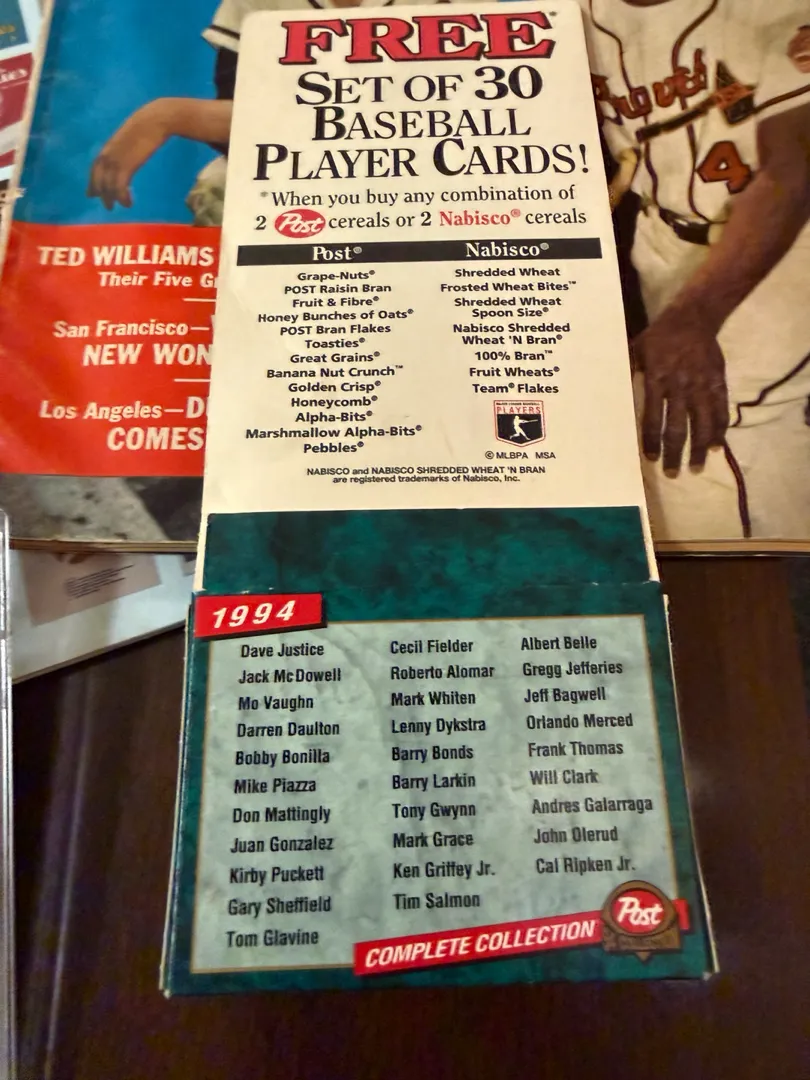 FREE*
SET OF 30
BASEBALL
PLAYER CARDS!
*When you buy any combination of
2 Post cereals or 2 Nabisco® cereals
Post®
Grape-Nuts®
POST Raisin Bran
Fruit & Fibre®
Honey Bunches of Oats®
POST Bran Flakes
Toasties®
Great Grains®
Banana Nut Crunch™
Golden Crisp®
Honeycomb®
Alpha-Bits®
Marshmallow Alpha-Bits®
Pebbles®
Nabisco®
Shredded Wheat
Frosted Wheat Bites™
Shredded Wheat
Spoon Size®
Nabisco Shredded
Wheat 'N Bran®
100% Bran™
Fruit Wheats®
Team® Flakes
MAJOR LEAGUE BASEBALL
PLAYERS
© MLBPA MSA
NABISCO and NABISCO SHREDDED WHEAT 'N BRAN
are registered trademarks of Nabisco, Inc.
1994
Dave Justice
Jack McDowell
Mo Vaughn
Darren Daulton
Bobby Bonilla
Mike Piazza
Don Mattingly
Juan Gonzalez
Kirby Puckett
Gary Sheffield
Tom Glavine
Cecil Fielder
Roberto Alomar
Mark Whiten
Lenny Dykstra
Barry Bonds
Barry Larkin
Tony Gwynn
Mark Grace
Ken Griffey Jr.
Tim Salmon
Albert Belle
Gregg Jefferies
Jeff Bagwell
Orlando Merced
Frank Thomas
Will Clark
Andres Galarraga
John Olerud
Cal Ripken Jr.
COMPLETE COLLECTION
Post
TED WILLIAMS
Their Five G
San Francisco—
NEW WON
Los Angeles—D
COMES
Braves
4